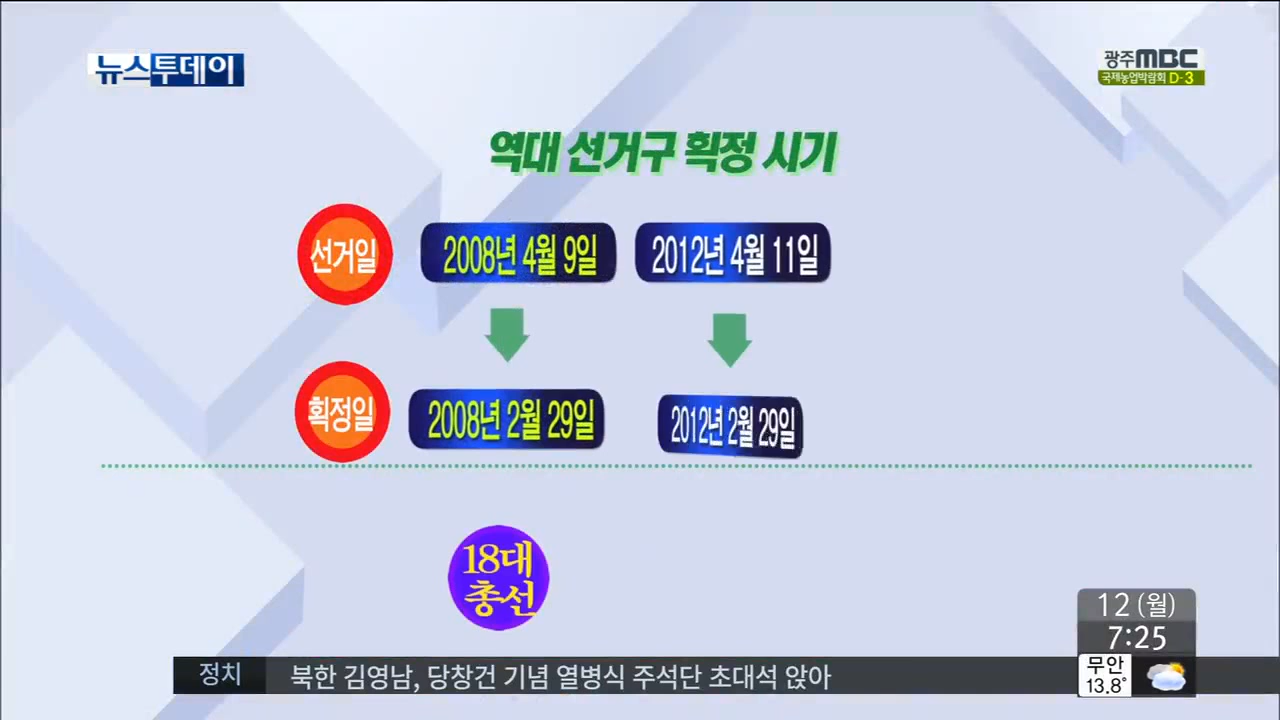 뉴스투데이
광주MBC
국제농업박람회 D-3
역대 선거구 획정 시기
선거일
2008년 4월 9일
2012년 4월 11일
획정일
2008년 2월 29일
2012년 2월 29일
18대
총선
12 (월)
7:25
무안
13.8°
정치
북한 김영남, 당창건 기념 열병식 주석단 초대석 앉아